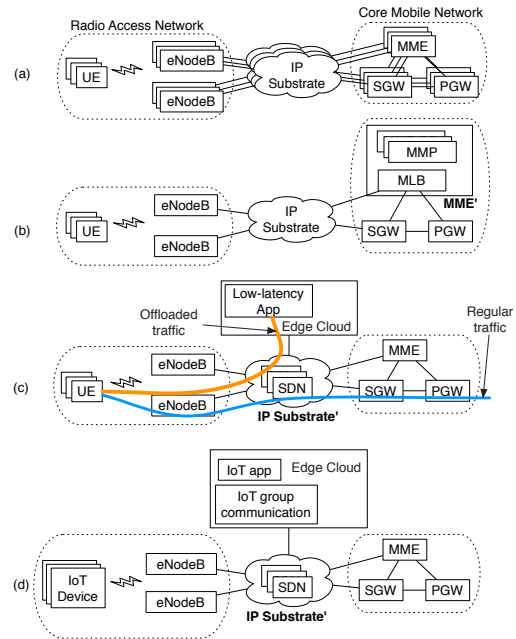 Radio Access Network
Core Mobile Network
(a)
UE
eNodeB
eNodeB
IP
Substrate
MME
SGW
PGW
(b)
UE
eNodeB
eNodeB
IP
Substrate
MMP
MLB
MME'
SGW
PGW
(c)
Offloaded
traffic
Low-latency
App
Edge Cloud
Regular
traffic
UE
eNodeB
eNodeB
SDN
IP Substrate'
MME
SGW
PGW
(d)
IoT app
Edge Cloud
IoT group
communication
IoT
Device
eNodeB
eNodeB
SDN
IP Substrate'
MME
SGW
PGW